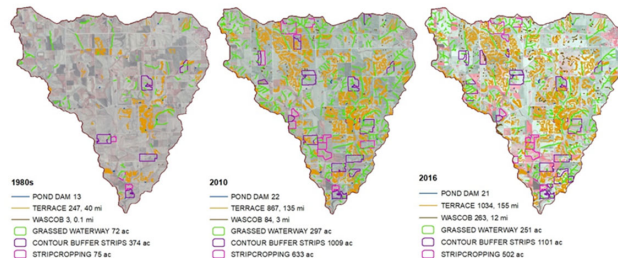 1980s
POND DAM 13
TERRACE 247, 40 mi
WASCOB 3, 0.1 mi
GRASSED WATERWAY 72 ac
CONTOUR BUFFER STRIPS 374 ac
STRIPCROPPING 75 ac
2010
POND DAM 22
TERRACE 867, 135 mi
WASCOB 84, 3 mi
GRASSED WATERWAY 297 ac
CONTOUR BUFFER STRIPS 1009 ac
STRIPCROPPING 633 ac
2016
POND DAM 21
TERRACE 1034, 155 mi
WASCOB 263, 12 mi
GRASSED WATERWAY 251 ac
CONTOUR BUFFER STRIPS 1101 ac
STRIPCROPPING 502 ac